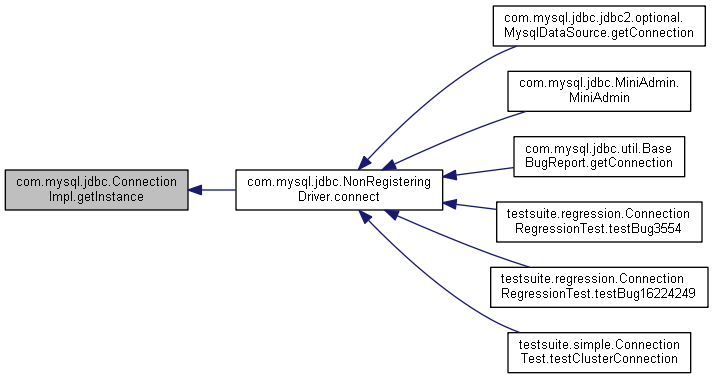 com.mysql.jdbc.Connection
Impl.getInstance
com.mysql.jdbc.NonRegistering
Driver.connect
com.mysql.jdbc.jdbc2.optional.
MysqlDataSource.getConnection
com.mysql.jdbc.MiniAdmin.
MiniAdmin
com.mysql.jdbc.util.Base
BugReport.getConnection
testsuite.regression.Connection
RegressionTest.testBug3554
testsuite.regression.Connection
RegressionTest.testBug16224249
testsuite.simple.Connection
Test.testClusterConnection